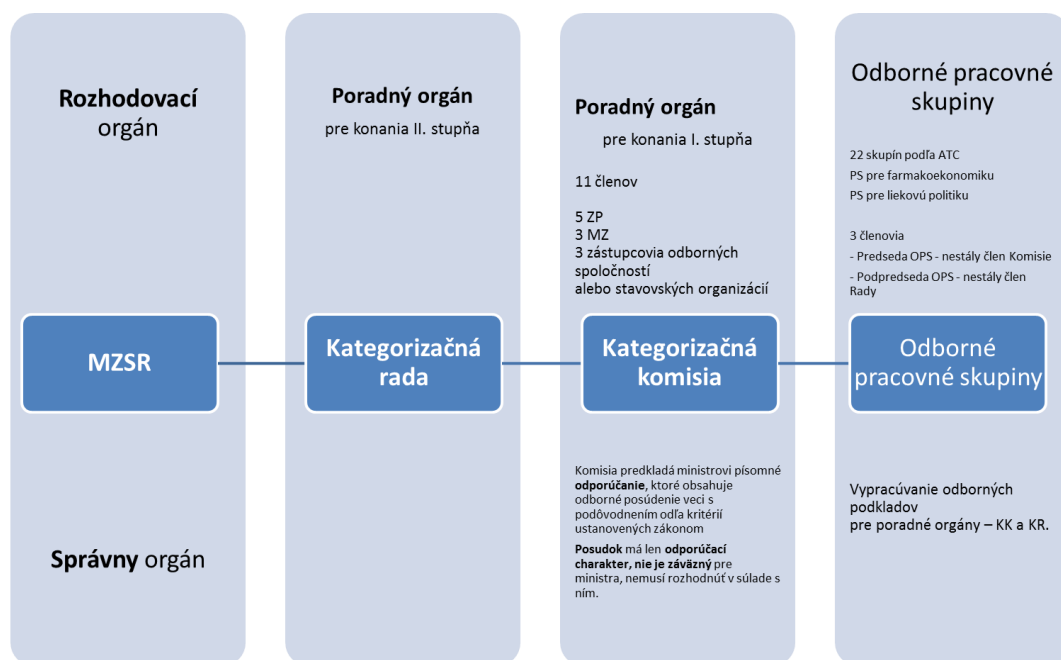 Rozhodovací
orgán
MZSR
Správny orgán
Poradný orgán
pre konania II. stupňa
Kategorizačná
rada
Poradný orgán
pre konania I. stupňa
11 členov
5 ZP
3 MZ
3 zástupcovia odborných
spoločností
alebo stavovských organizácií
Kategorizačná
komisia
Komisia predkladá ministrovi písomné
odporúčanie, ktoré obsahuje
odborné posúdenie veci s
podôvodnením odľa kritérií
ustanovených zákonom
Posudok má len odporúčací
charakter, nie je záväzný pre
ministra, nemusí rozhodnúť v súlade s
ním.
Odborné pracovné
skupiny
22 skupín podľa ATC
PS pre farmakoekonomiku
PS pre liekovú politiku
3 členovia
- Predseda OPS - nestály člen Komisie
- Podpredseda OPS - nestály člen
Rady
Odborné
pracovné skupiny
Vypracúvanie odborných
podkladov
pre poradné orgány – KK a KR.